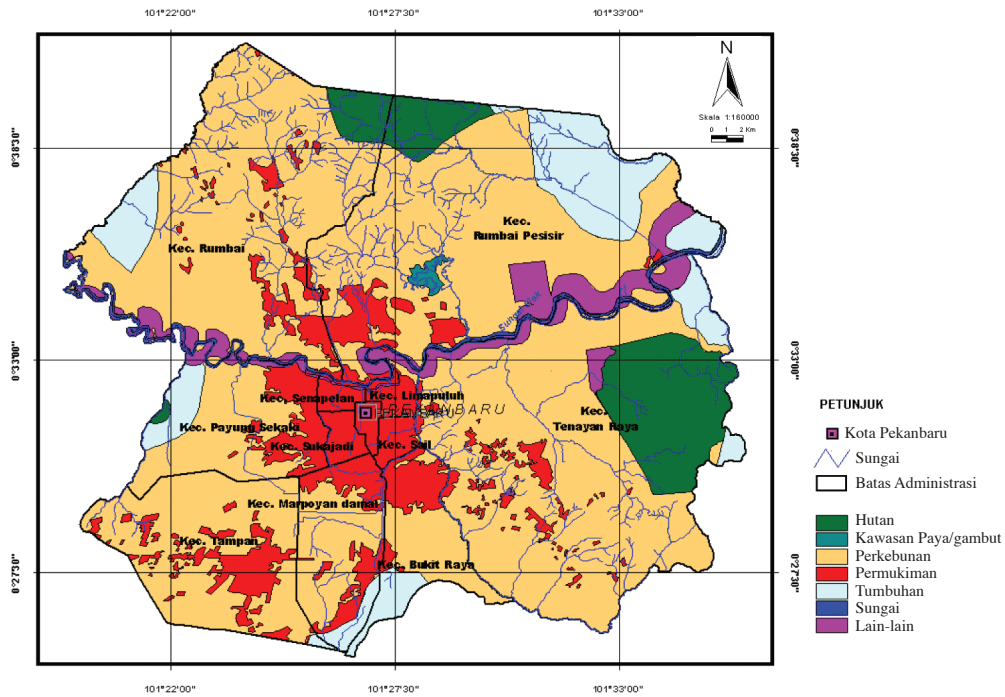 101°22'00" 101°27'30" 101°33'00"
N
Skala 1:160000
0 1 2 Km
0°38'30" 0°38'30"
Kec. Rumbai
Kec.
Rumbai Pesisir
0°33'00" 0°33'00"
Kec. Senapelan
Kec. Limapuluh
PEKANBARU
Kec. Payung Sekaki
Kec. Sukajadi
Kec. Sail
Kec.
Tenayan Raya
Kec. Marpoyan damai
Kec. Tampan
Kec. Bukit Raya
0°27'30" 0°27'30"
101°22'00" 101°27'30" 101°33'00"
PETUNJUK
Kota Pekanbaru
Sungai
Batas Administrasi
Hutan
Kawasan Paya/gambut
Perkebunan
Permukiman
Tumbuhan
Sungai
Lain-lain